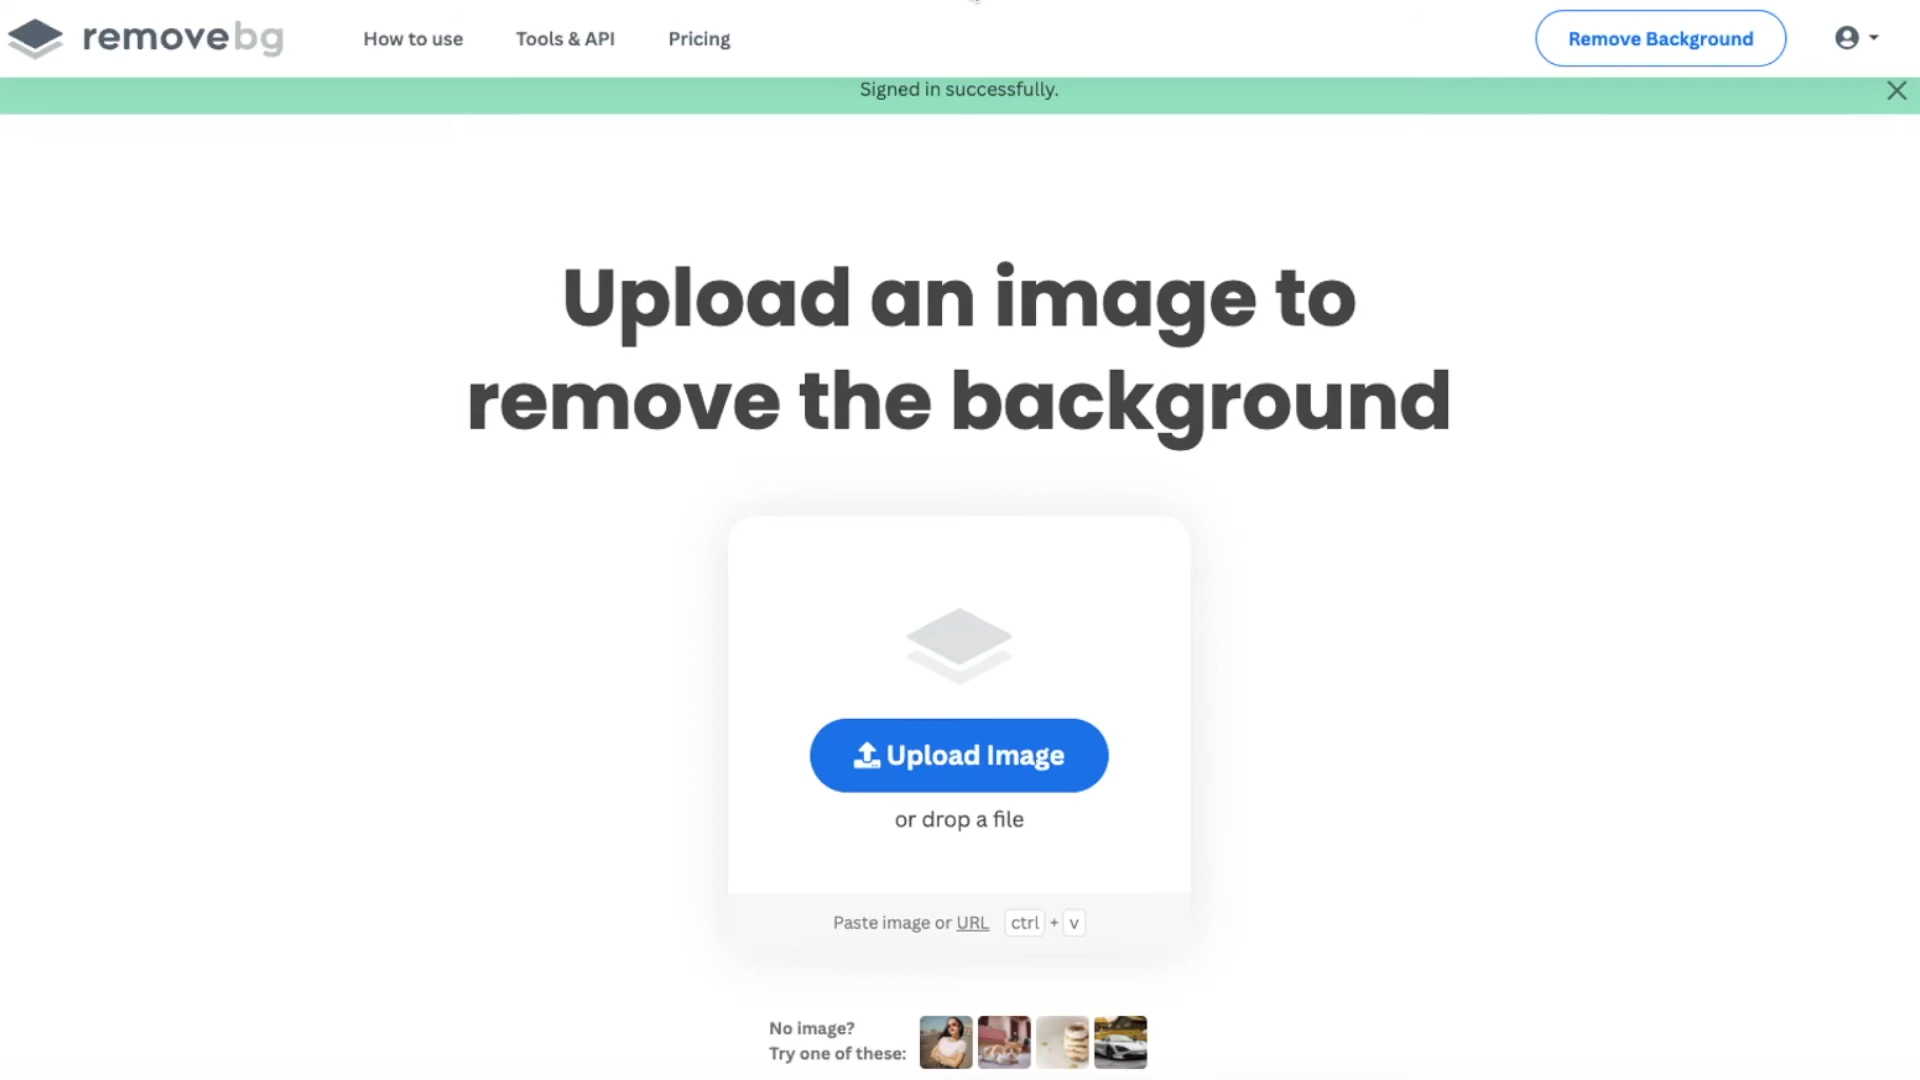 removebg
How to use
Tools & API
Pricing
Remove Background
Signed in successfully.
Upload an image to
remove the background
Upload Image
or drop a file
Paste image or URL ctrl + v
No image?
Try one of these: